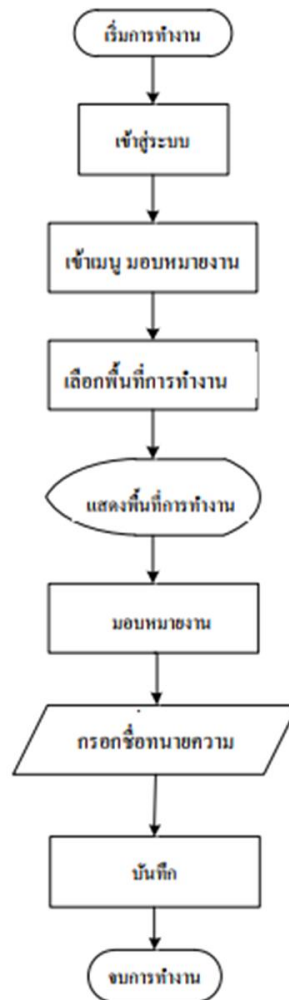 เริ่มการทำงาน
เข้าสู่ระบบ
เข้าเมนู มอบหมายงาน
เลือกพื้นที่การทำงาน
แสดงพื้นที่การทำงาน
มอบหมายงาน
กรอกชื่อทนายความ
บันทึก
จบการทำงาน